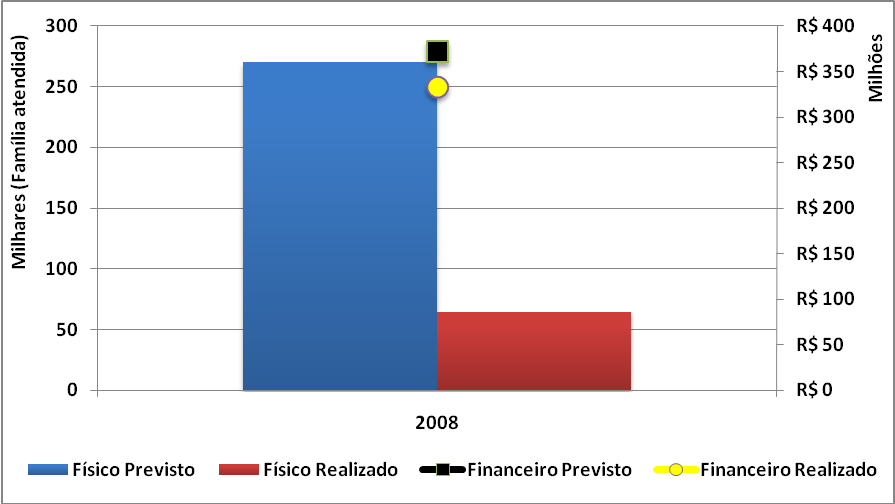 Milhares (Família atendida)
300
250
200
150
100
50
0
R$ 400
R$ 350
R$ 300
R$ 250
R$ 200
R$ 150
R$ 100
R$ 50
R$ 0
Milhões
2008
Físico Previsto
Físico Realizado
Financeiro Previsto
Financeiro Realizado